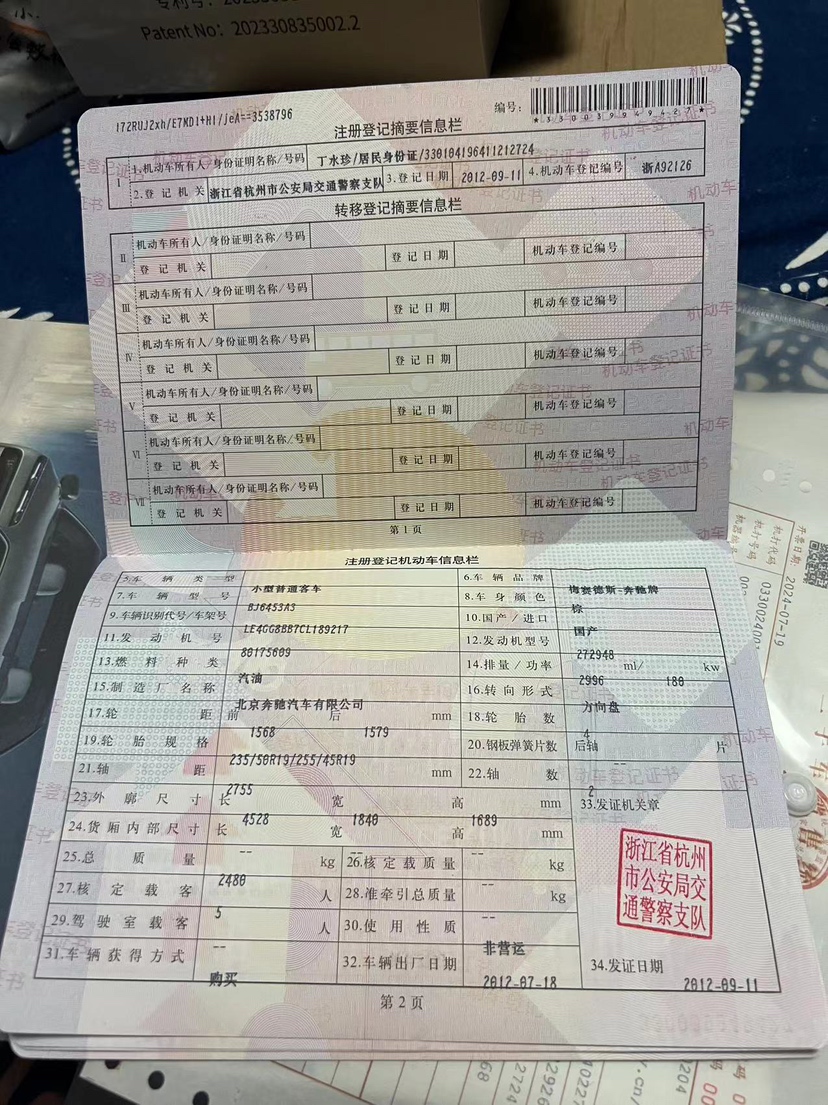 专利号：
Patent No：202330835002.2
172RUJ2xh/E7MD1+HI/jeA==3538796
编号：
*330039949427*
注册登记摘要信息栏
Ⅰ 1.机动车所有人/身份证明名称/号码 丁水珍/居民身份证/330104196411212724
2.登记机关 浙江省杭州市公安局交通警察支队 3.登记日期 2012-09-11 4.机动车登记编号 浙A92126
转移登记摘要信息栏
Ⅱ 机动车所有人/身份证明名称/号码
登记机关 登记日期 机动车登记编号
Ⅲ 机动车所有人/身份证明名称/号码
登记机关 登记日期 机动车登记编号
Ⅳ 机动车所有人/身份证明名称/号码
登记机关 登记日期 机动车登记编号
Ⅴ 机动车所有人/身份证明名称/号码
登记机关 登记日期 机动车登记编号
Ⅵ 机动车所有人/身份证明名称/号码
登记机关 登记日期 机动车登记编号
Ⅶ 机动车所有人/身份证明名称/号码
登记机关 登记日期 机动车登记编号
第1页
注册登记机动车信息栏
5.车辆类型 小型普通客车 6.车辆品牌 梅赛德斯-奔驰牌
7.车辆型号 BJ6453A3 8.车身颜色 棕
9.车辆识别代号/车架号 LE4GG8BB7CL189217 10.国产/进口 国产
11.发动机号 80175609 12.发动机型号 272948
13.燃料种类 汽油 14.排量/功率 2996 ml/ 180 kw
15.制造厂名称 北京奔驰汽车有限公司 16.转向形式 方向盘
17.轮距 前 1568 后 1579 mm 18.轮胎数 4
19.轮胎规格 235/50R19/255/45R19 20.钢板弹簧片数 后轴 -- 片
21.轴距 2755 mm 22.轴数 2
23.外廓尺寸 长 4528 宽 1840 高 1689 mm 33.发证机关章
24.货厢内部尺寸 长 -- 宽 -- 高 -- mm
25.总质量 2480 kg 26.核定载质量 -- kg
27.核定载客 5 人 28.准牵引总质量 -- kg
29.驾驶室载客 -- 人 30.使用性质 非营运
31.车辆获得方式 购买 32.车辆出厂日期 2012-07-18 34.发证日期 2012-09-11
浙江省杭州
市公安局交
通警察支队
第2页
开票日期 2024-07-19
机打代码
机打号码
机器编号